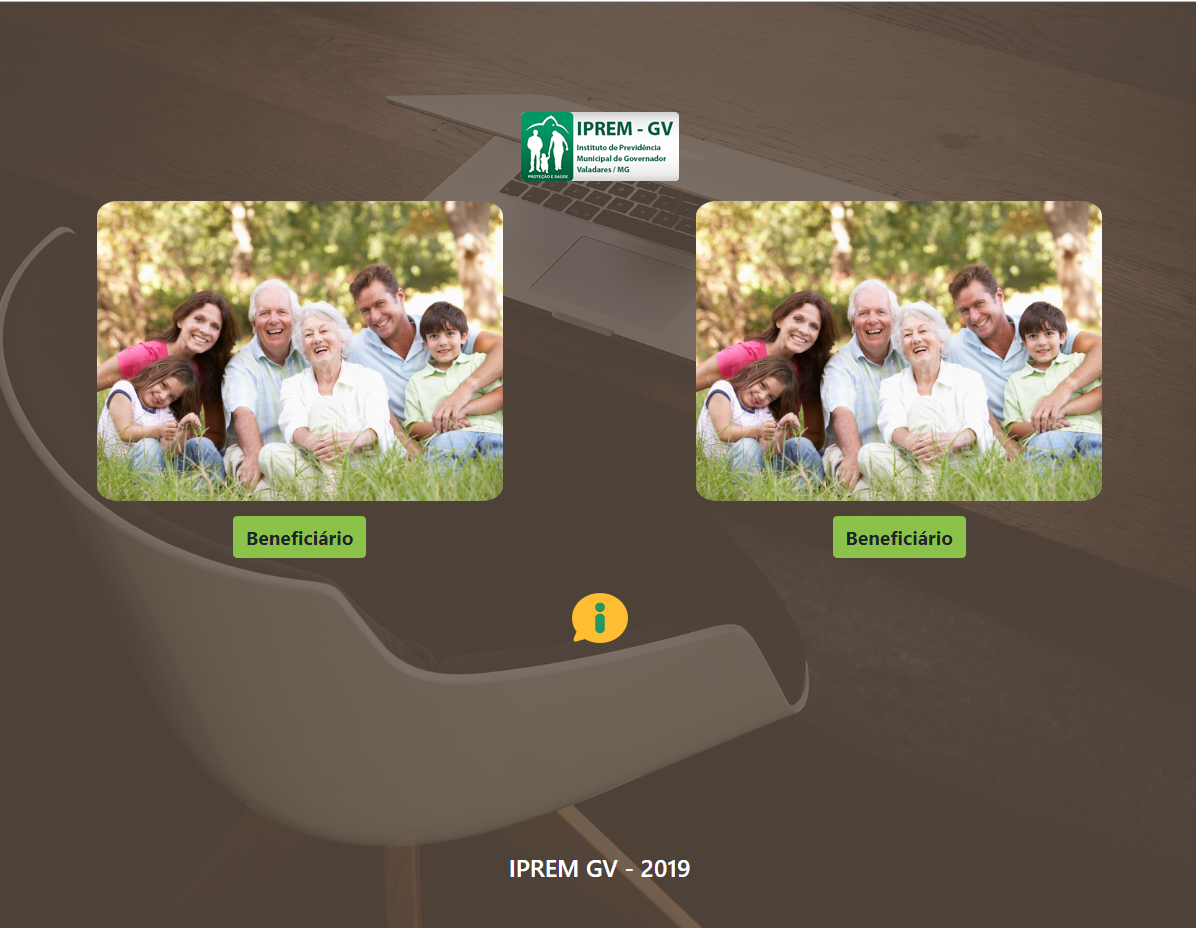 IPREM - GV
Instituto de Previdência
Municipal de Governador
Valadares / MG
PROTEÇÃO E SAÚDE
Beneficiário
Beneficiário
IPREM GV - 2019